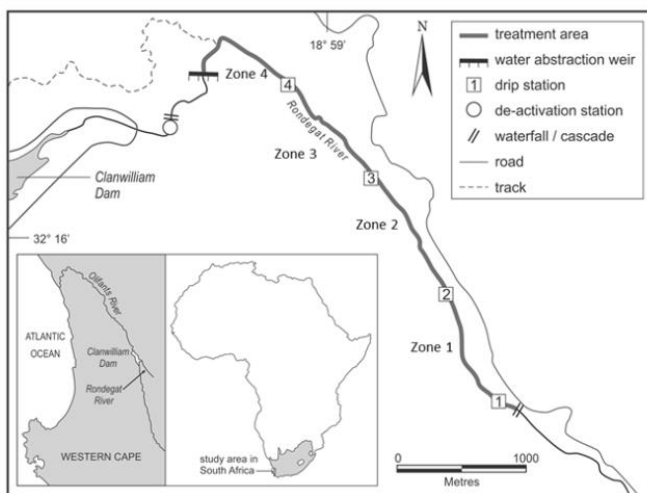 18° 59'
N
treatment area
water abstraction weir
1 drip station
de-activation station
waterfall / cascade
road
track
Zone 4
4
Rondegat River
Zone 3
3
Clanwilliam
Dam
Zone 2
32° 16'
2
Zone 1
1
Olifants River
ATLANTIC
OCEAN
Clanwilliam
Dam
Rondegat
River
WESTERN CAPE
study area in
South Africa
0 1000
Metres